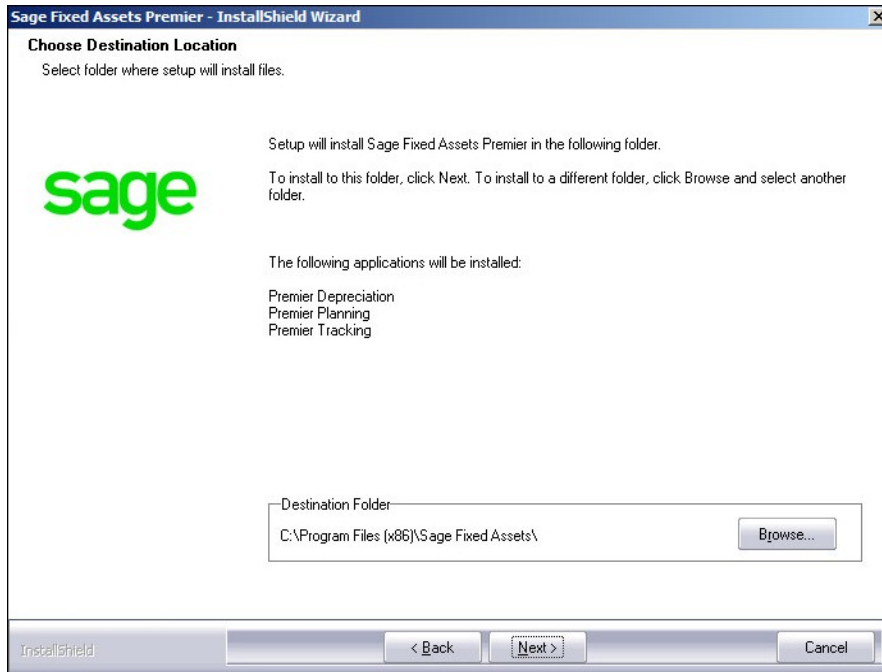 Sage Fixed Assets Premier - InstallShield Wizard
Choose Destination Location
Select folder where setup will install files.
sage
Setup will install Sage Fixed Assets Premier in the following folder.
To install to this folder, click Next. To install to a different folder, click Browse and select another
folder.
The following applications will be installed:
Premier Depreciation
Premier Planning
Premier Tracking
Destination Folder
C:\Program Files (x86)\Sage Fixed Assets\
Browse...
InstallShield
< Back
Next >
Cancel